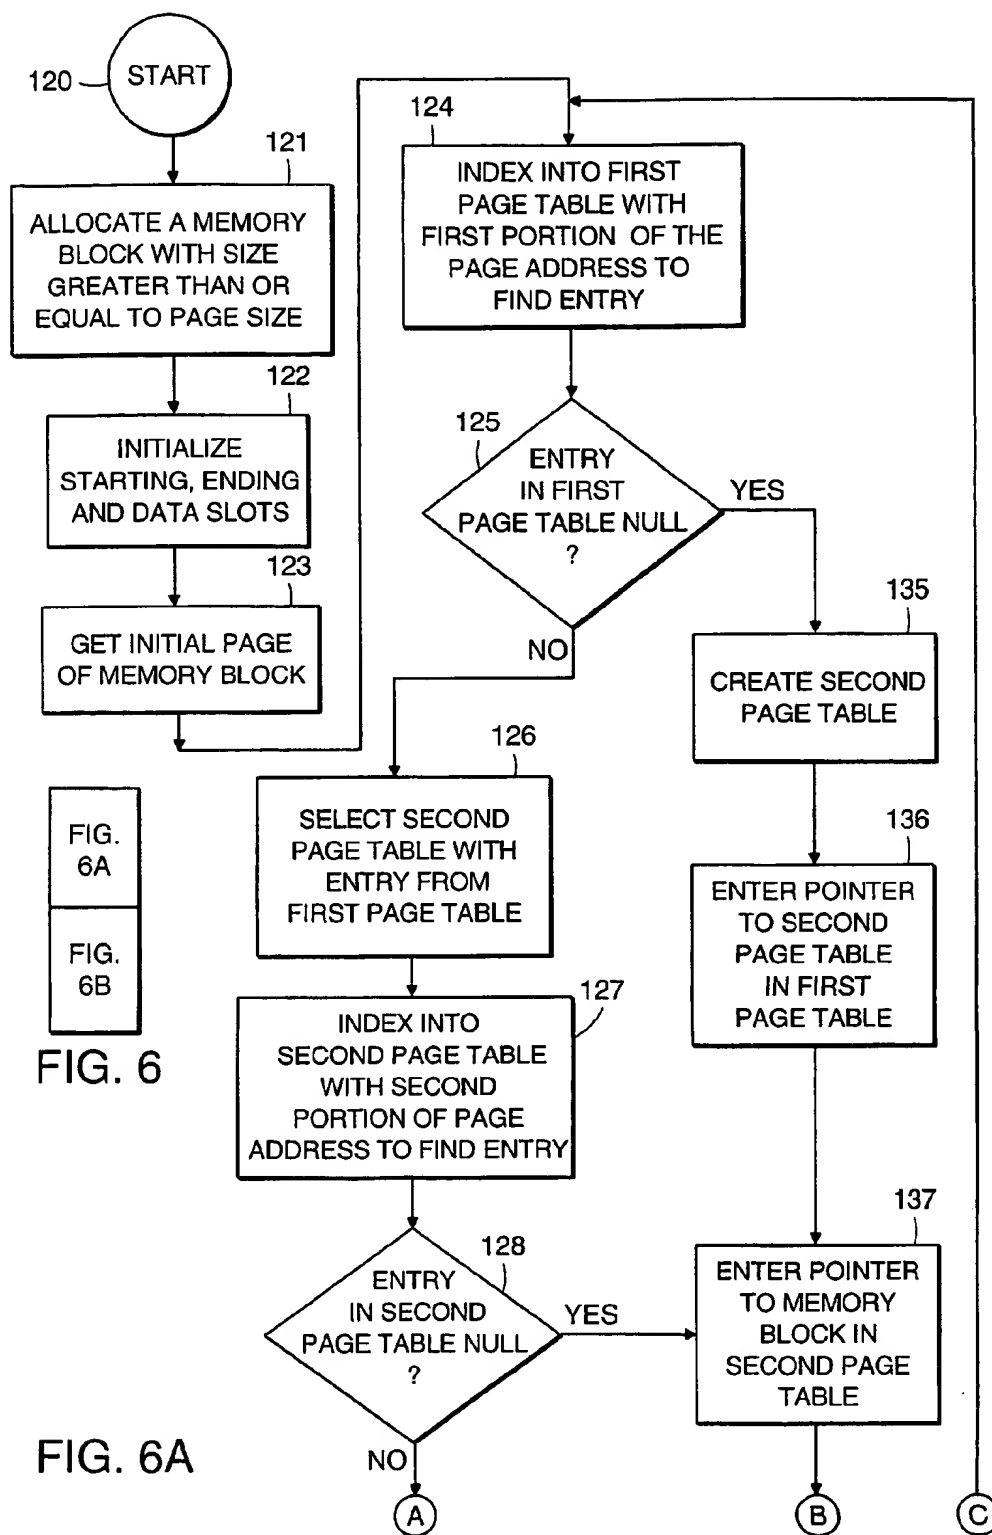 120
START
121
ALLOCATE A MEMORY
BLOCK WITH SIZE
GREATER THAN OR
EQUAL TO PAGE SIZE
122
INITIALIZE
STARTING, ENDING
AND DATA SLOTS
123
GET INITIAL PAGE
OF MEMORY BLOCK
124
INDEX INTO FIRST
PAGE TABLE WITH
FIRST PORTION OF THE
PAGE ADDRESS TO
FIND ENTRY
125
ENTRY
IN FIRST
PAGE TABLE NULL
?
YES
NO
135
CREATE SECOND
PAGE TABLE
126
SELECT SECOND
PAGE TABLE WITH
ENTRY FROM
FIRST PAGE TABLE
136
ENTER POINTER
TO SECOND
PAGE TABLE
IN FIRST
PAGE TABLE
FIG.
6A
FIG.
6B
FIG. 6
127
INDEX INTO
SECOND PAGE TABLE
WITH SECOND
PORTION OF PAGE
ADDRESS TO FIND ENTRY
128
ENTRY
IN SECOND
PAGE TABLE NULL
?
YES
NO
137
ENTER POINTER
TO MEMORY
BLOCK IN
SECOND PAGE
TABLE
FIG. 6A
A
B
C